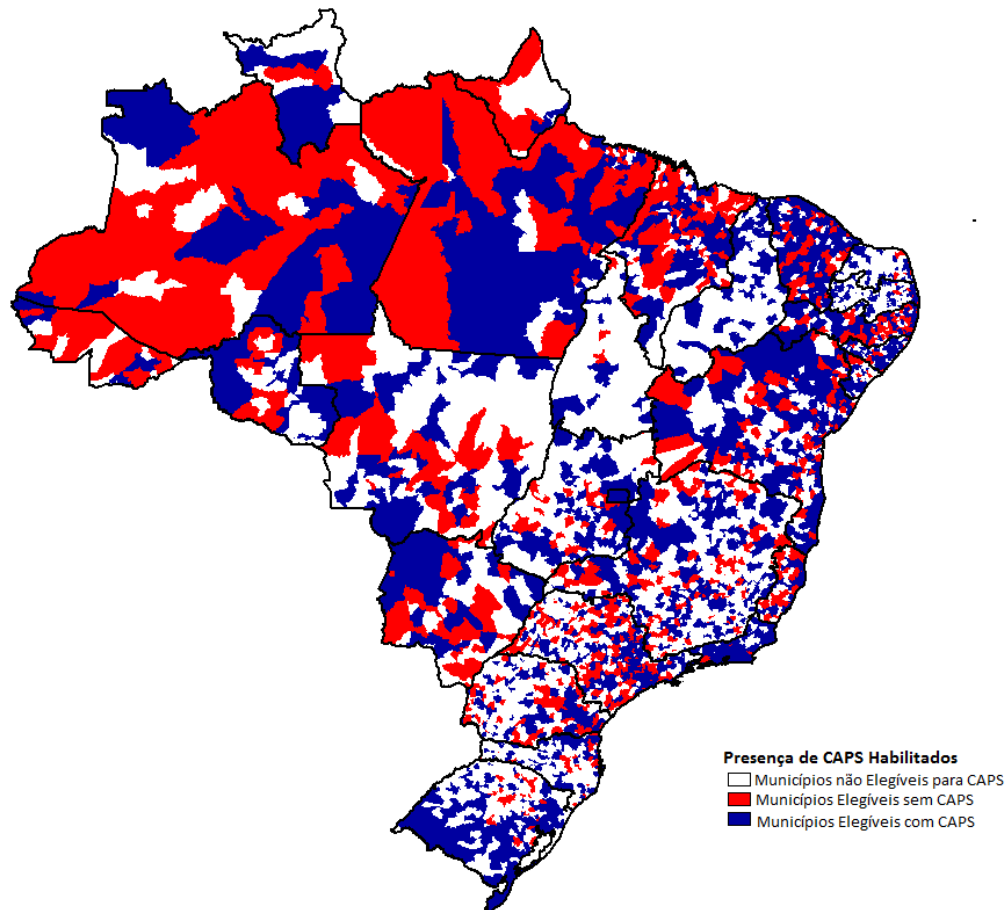 Presença de CAPS Habilitados
Municípios não Elegíveis para CAPS
Municípios Elegíveis sem CAPS
Municípios Elegíveis com CAPS